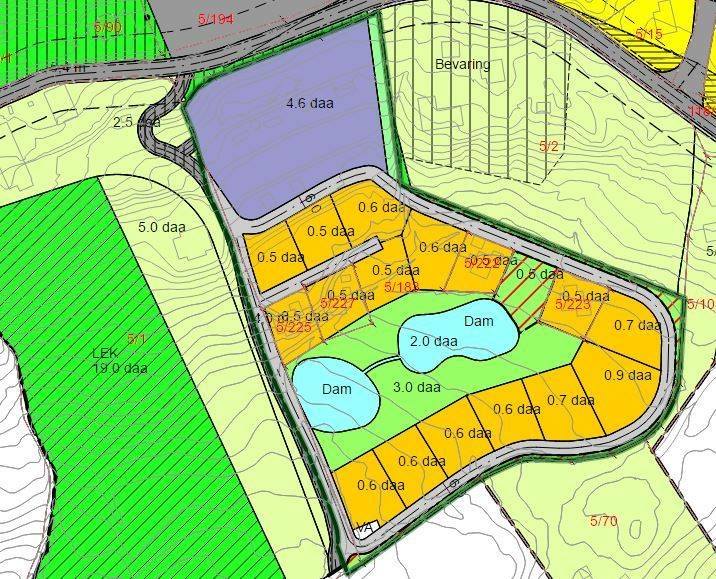 5/194
5/90
5/15
Bevaring
4.6 daa
2.5
5/2
0.6 daa
5.0 daa
0.5 daa
0.6 daa
0.5 daa
0.5 daa
5/222
0.5 daa
0.5 daa
5/183
0.5 daa
5/227
0.5 daa
5/223
5/10
0.5 daa
5/225
Dam
0.7 daa
5/1
2.0 daa
LEK
19.0 daa
0.9 daa
Dam
3.0 daa
0.7 daa
0.6 daa
0.6 daa
0.6 daa
0.6 daa
6
5/70
VA